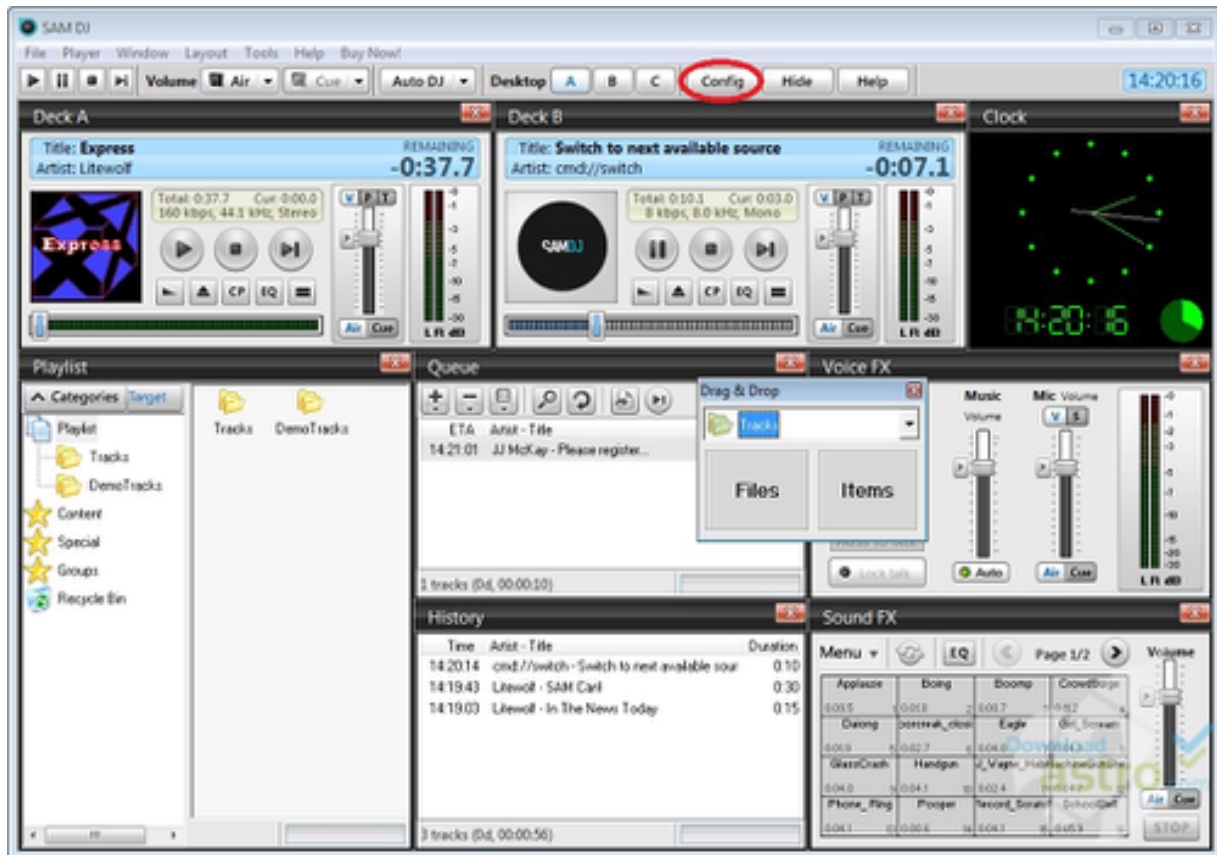 SAM DJ
File Player Window Layout Tools Help Buy Now!
Volume Air Cue Auto DJ Desktop A B C Config Hide Help 14:20:16
Deck A
Title: Express REMAINING
Artist: Litewolf -0:37.7
Total: 0:37.7 Cur: 0:00.0
160 kbps, 44.1 kHz, Stereo
V P T
Express
CP EQ
Air Cue
L R dB
Deck B
Title: Switch to next available source REMAINING
Artist: cmd://switch -0:07.1
Total: 0:10.1 Cur: 0:03.0
8 kbps, 8.0 kHz, Mono
V P T
SAMDJ
CP EQ
Air Cue
L R dB
Clock
14:20:16
Playlist
Categories Target
Playlist
Tracks
DemoTracks
Content
Special
Groups
Recycle Bin
Tracks DemoTracks
Queue
ETA Artist - Title
14:21:01 JJ McKay - Please register...
1 tracks (0d, 00:00:10)
Drag & Drop
Tracks
Files Items
Voice FX
Music Mic Volume
Volume V S
Lock talk
Auto
Air Cue
L R dB
History
Time Artist - Title Duration
14:20:14 cmd://switch - Switch to next available sour 0:10
14:19:43 Litewolf - SAM Cart 0:30
14:19:03 Litewolf - In The News Today 0:15
3 tracks (0d, 00:00:56)
Sound FX
Menu EQ Page 1/2 Volume
Applause Boing Boomp
Eagle
GlassCrash Handgun
Phone_Ring Pooper
Download
astro
.com
Air Cue
STOP